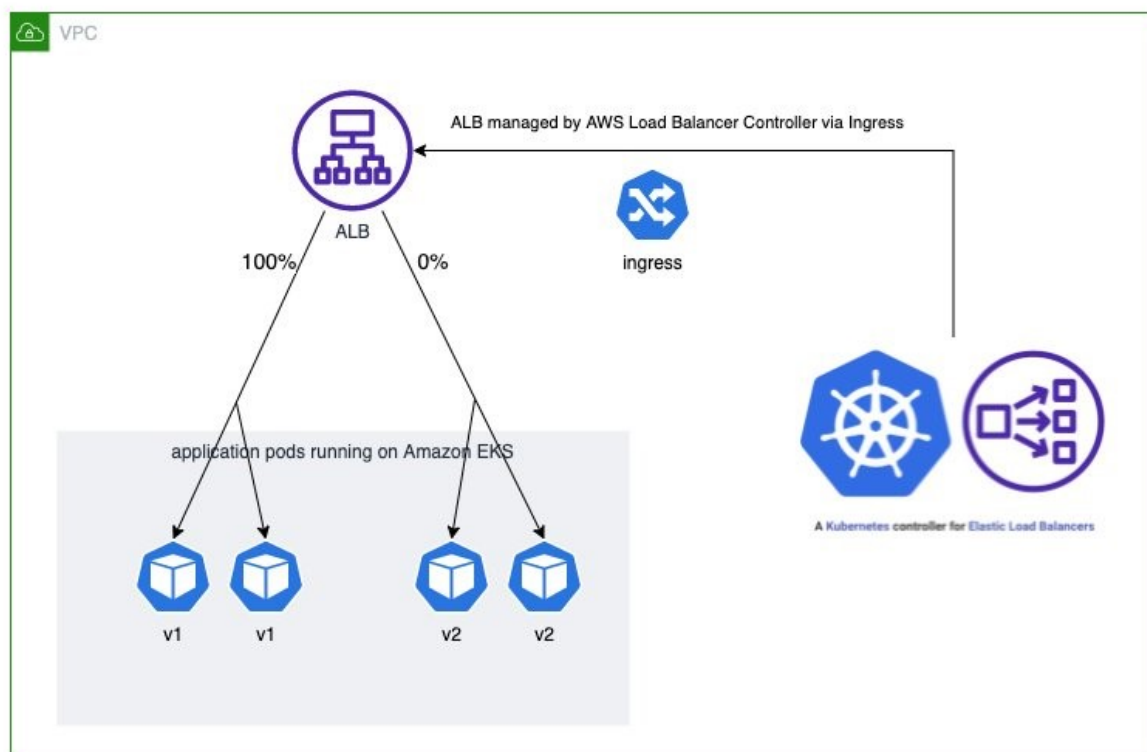 VPC
ALB managed by AWS Load Balancer Controller via Ingress
ALB
100%
0%
ingress
application pods running on Amazon EKS
A Kubernetes controller for Elastic Load Balancers
v1
v1
v2
v2